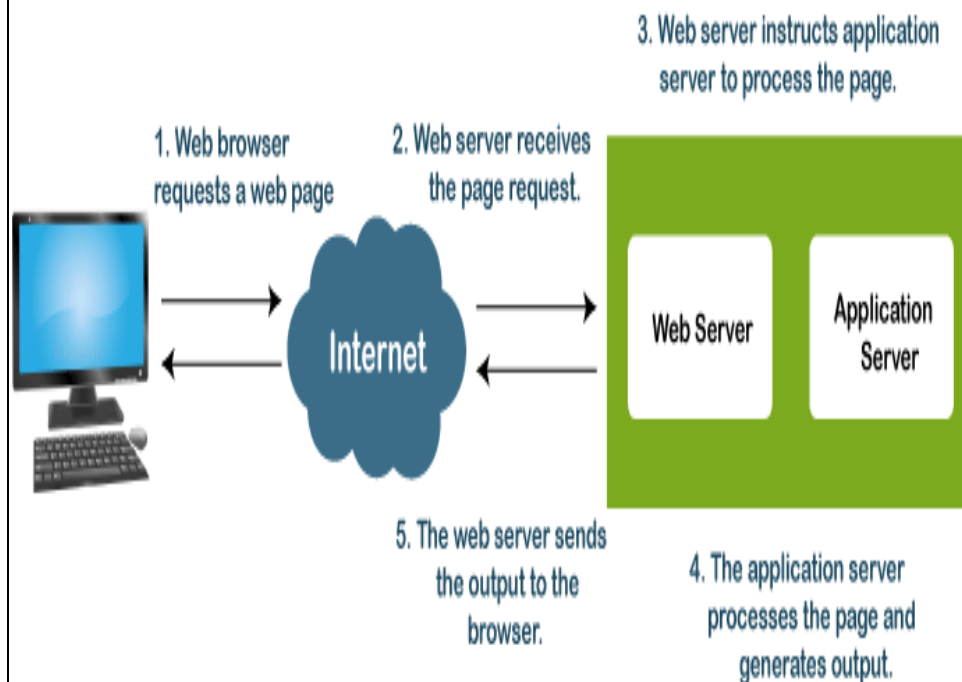 3. Web server instructs application
server to process the page.
1. Web browser
requests a web page
2. Web server receives
the page request.
Internet
Web Server
Application
Server
5. The web server sends
the output to the
browser.
4. The application server
processes the page and
generates output.